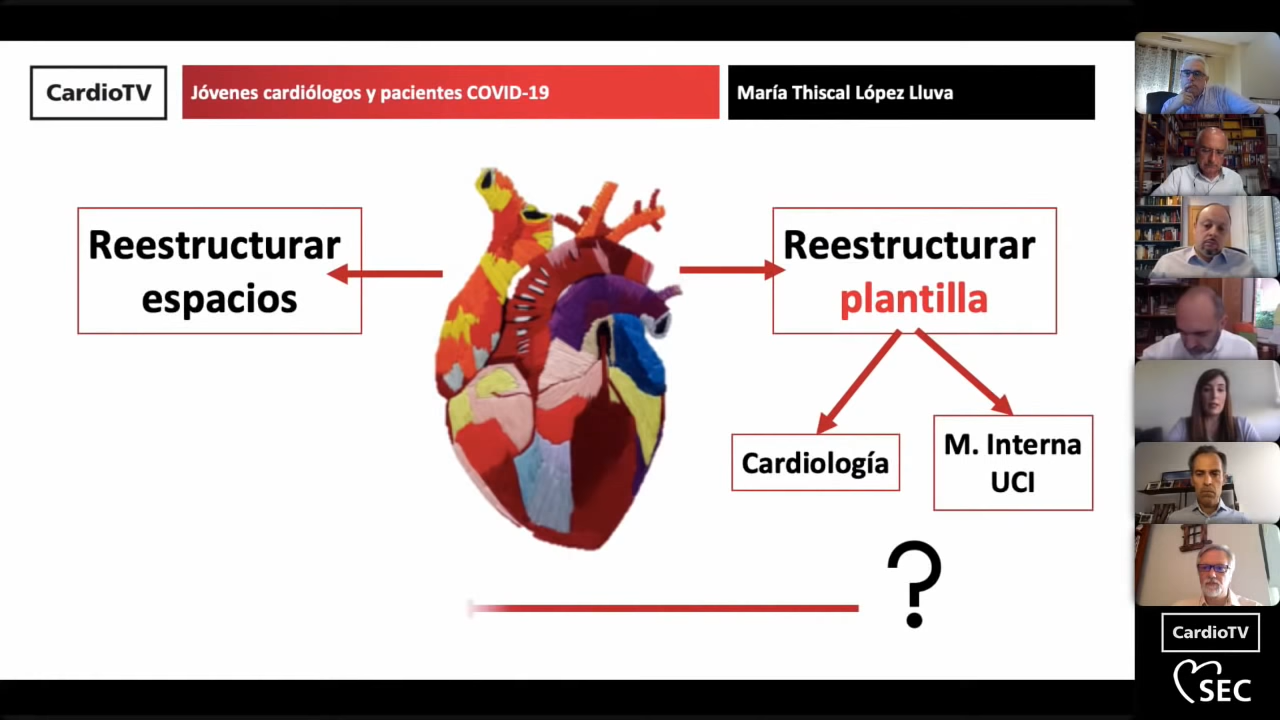 CardioTV
Jóvenes cardiólogos y pacientes COVID-19
María Thiscal López Lluva
Reestructurar
espacios
Reestructurar
plantilla
Cardiología
M. Interna
UCI
?
CardioTV
SEC